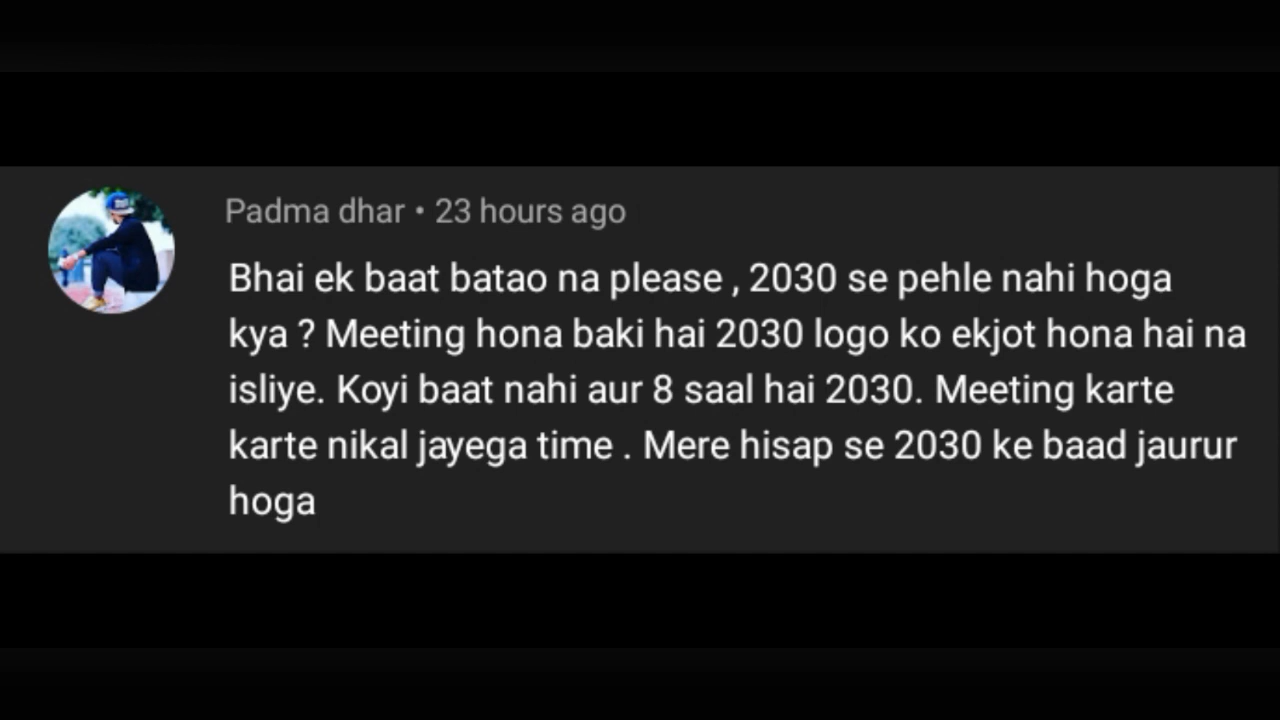 Padma dhar • 23 hours ago
Bhai ek baat batao na please , 2030 se pehle nahi hoga
kya ? Meeting hona baki hai 2030 logo ko ekjot hona hai na
isliye. Koyi baat nahi aur 8 saal hai 2030. Meeting karte
karte nikal jayega time . Mere hisap se 2030 ke baad jaurur
hoga